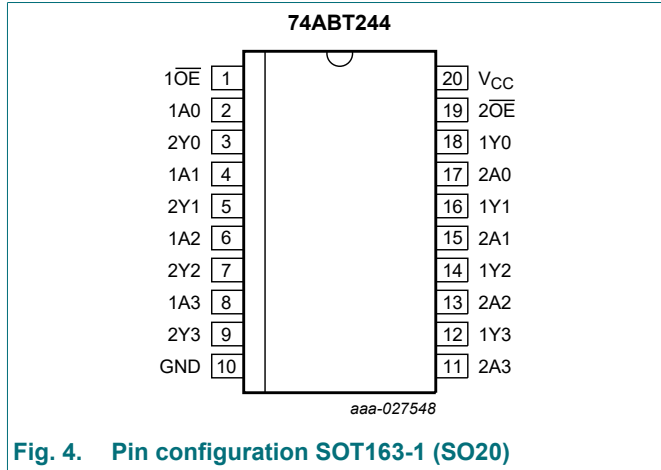 74ABT244
1O̅E̅ 1 20 VCC
1A0 2 19 2O̅E̅
2Y0 3 18 1Y0
1A1 4 17 2A0
2Y1 5 16 1Y1
1A2 6 15 2A1
2Y2 7 14 1Y2
1A3 8 13 2A2
2Y3 9 12 1Y3
GND 10 11 2A3
aaa-027548
Fig. 4. Pin configuration SOT163-1 (SO20)